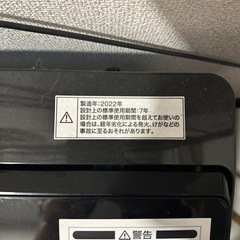 製造年:2022年
設計上の標準使用期間:7年
設計上の標準使用期間を超えてお使い
の場合は、経年劣化による発火、けがなどの
事故に至るおそれがあります。
警告